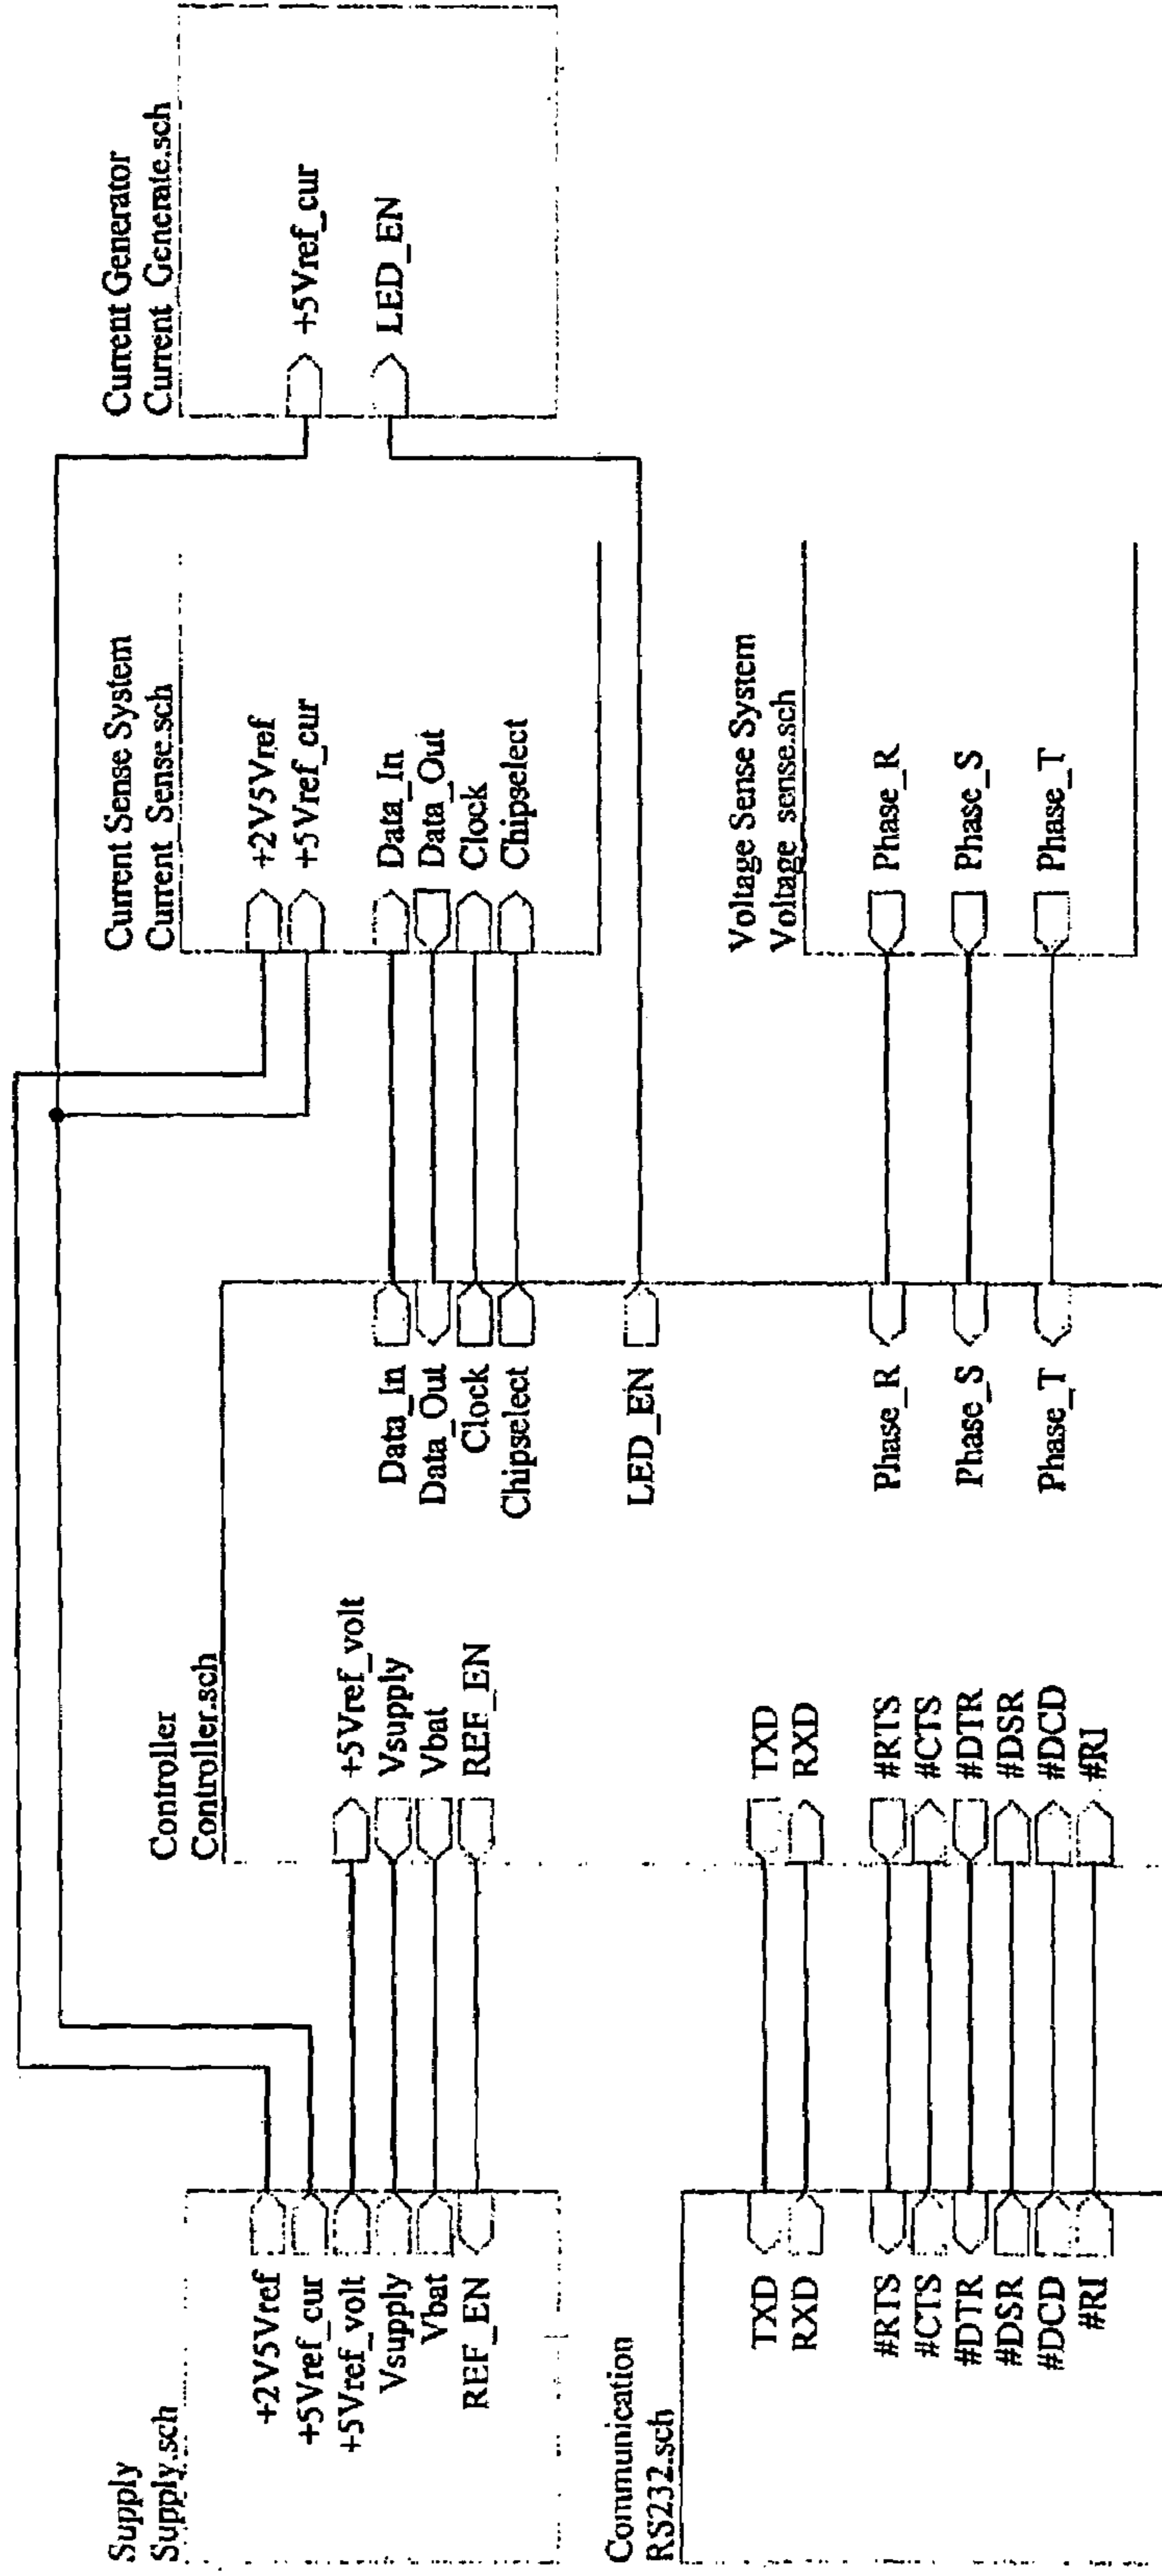 Supply
Supply.sch
+2V5Vref
+5Vref_cur
+5Vref_volt
Vsupply
Vbat
REF_EN
Communication
RS232.sch
TXD
RXD
#RTS
#CTS
#DTR
#DSR
#DCD
#RI
Controller
Controller.sch
+5Vref_volt
Vsupply
Vbat
REF_EN
TXD
RXD
#RTS
#CTS
#DTR
#DSR
#DCD
#RI
Data_In
Data_Out
Clock
Chipselect
LED_EN
Phase_R
Phase_S
Phase_T
Current Sense System
Current_Sense.sch
+2V5Vref
+5Vref_cur
Data_In
Data_Out
Clock
Chipselect
Voltage Sense System
Voltage_sense.sch
Phase_R
Phase_S
Phase_T
Current Generator
Current_Generate.sch
+5Vref_cur
LED_EN